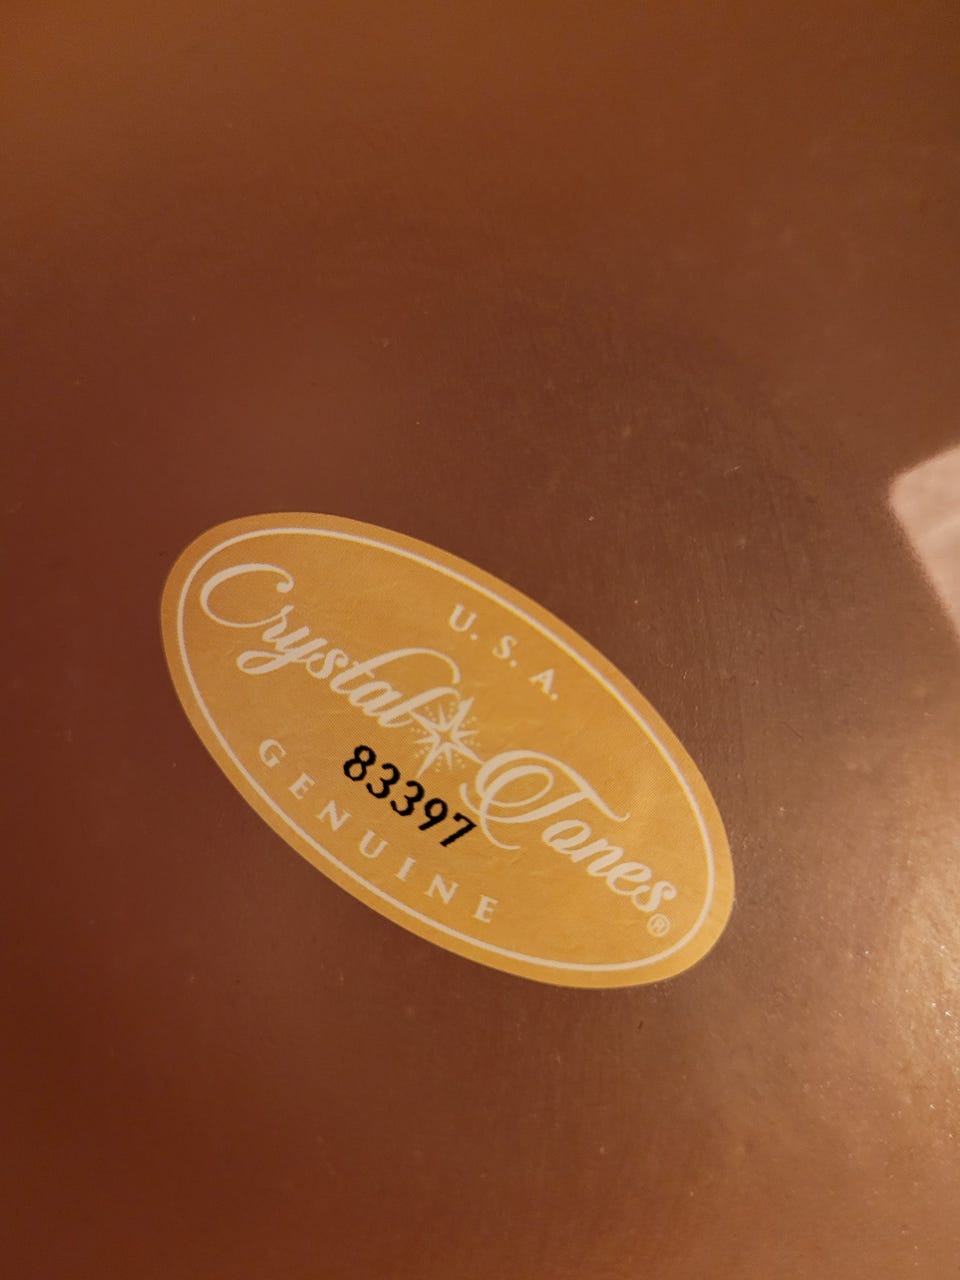 U. S. A.
Crystal Tones®
83397
GENUINE